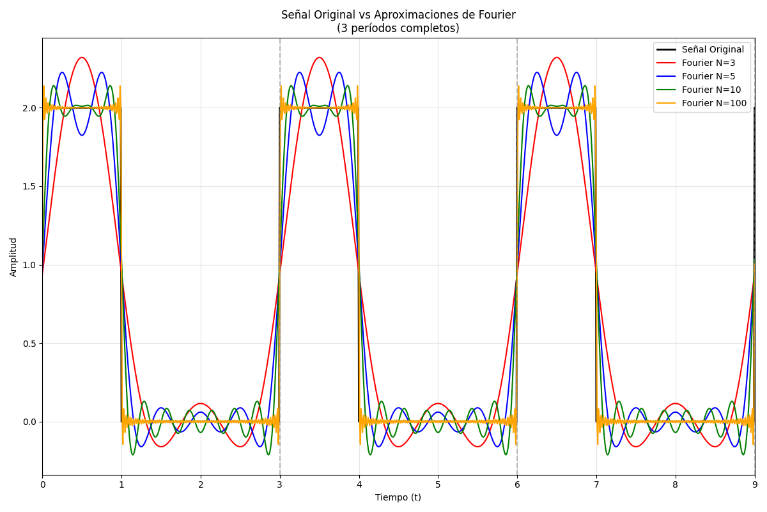 Señal Original vs Aproximaciones de Fourier
(3 períodos completos)
Señal Original
Fourier N=3
Fourier N=5
Fourier N=10
Fourier N=100
Amplitud
2.0
1.5
1.0
0.5
0.0
0 1 2 3 4 5 6 7 8 9
Tiempo (t)